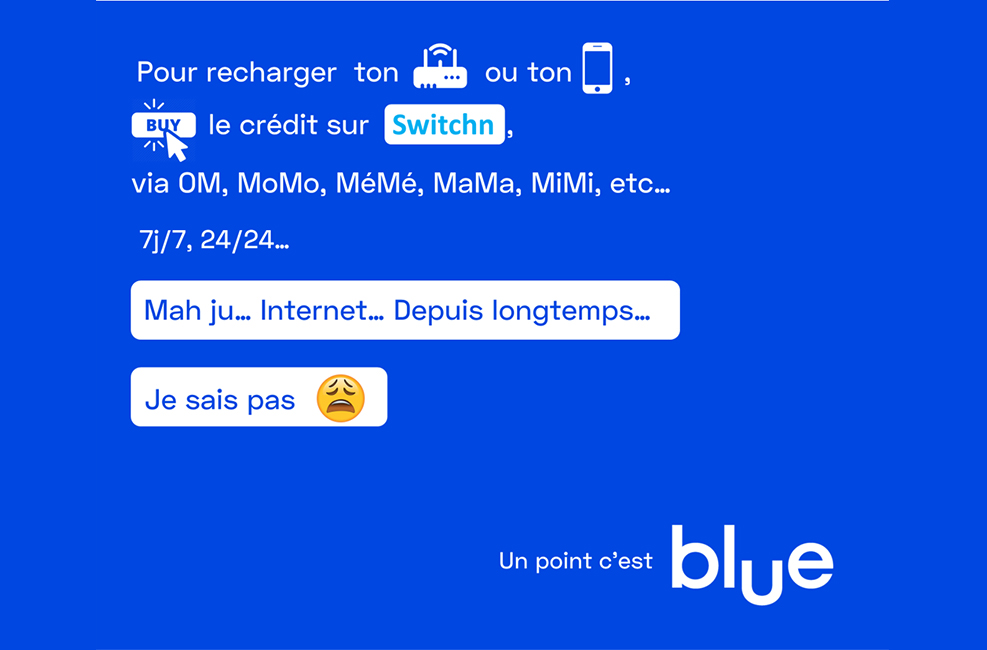 Pour recharger ton ou ton ,
BUY le crédit sur Switchn,
via OM, MoMo, MéMé, MaMa, MiMi, etc...
7j/7, 24/24...
Mah ju... Internet... Depuis longtemps...
Je sais pas
Un point c'est blue